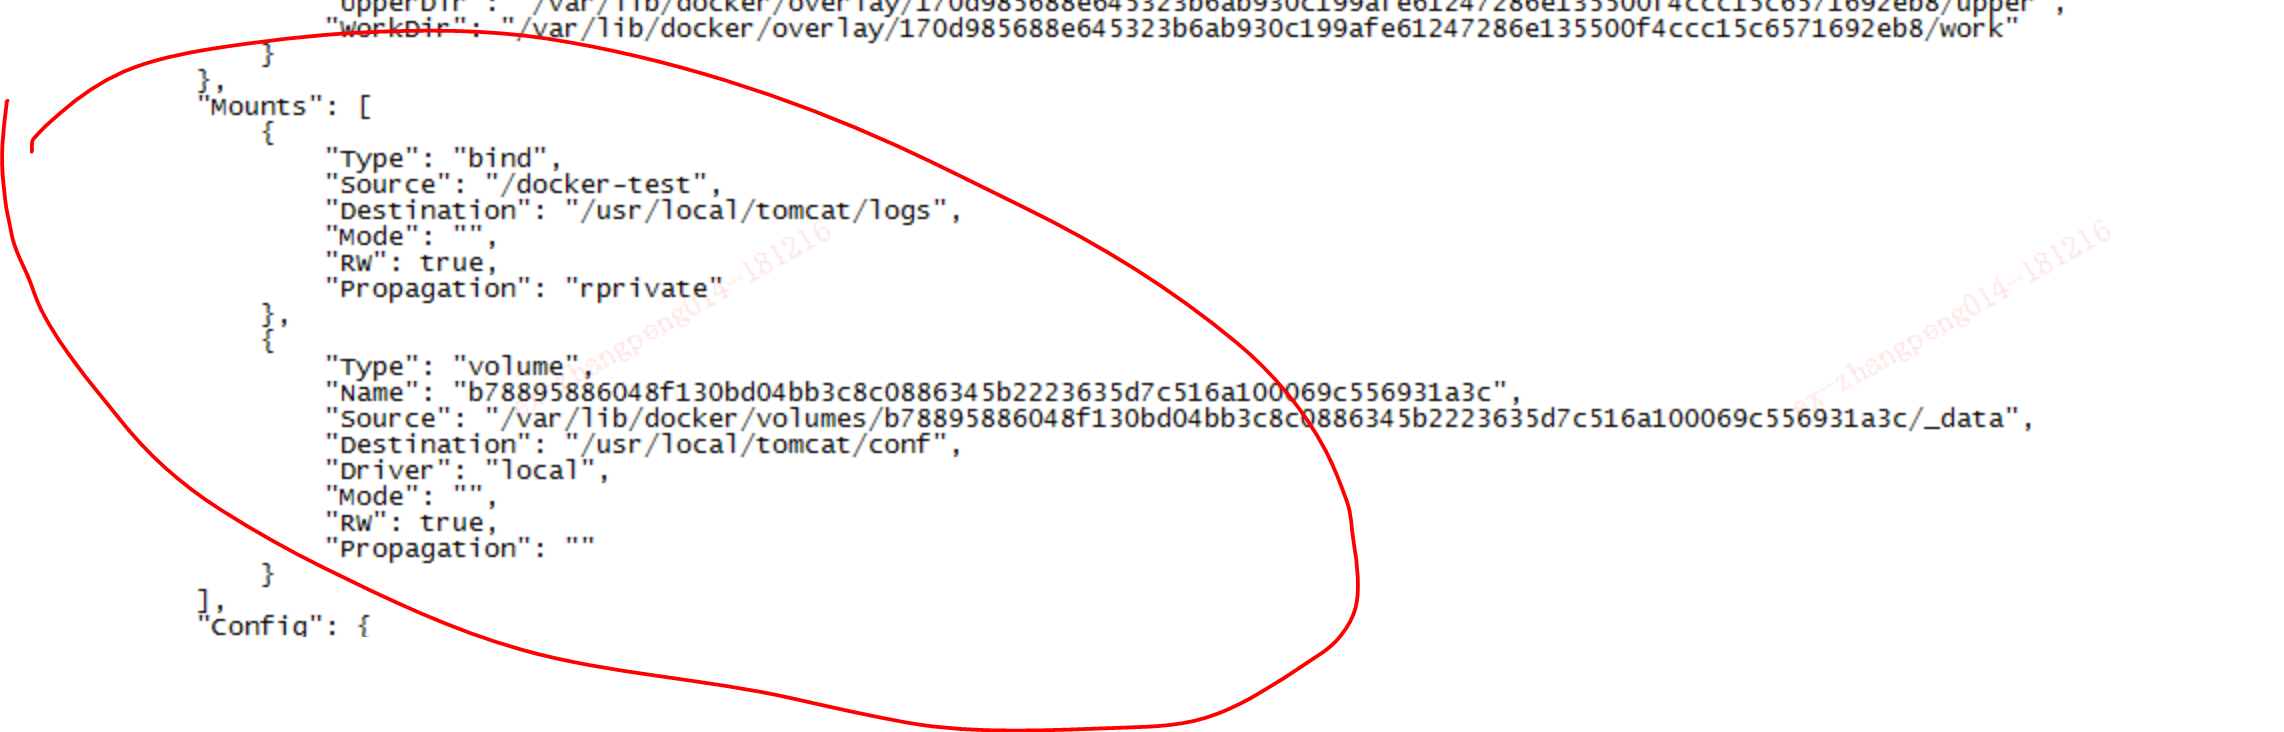 "UpperDir": "/var/lib/docker/overlay/170d985688e645323b6ab930c199afe61247286e135500f4ccc15c6571692eb8/upper",
"WorkDir": "/var/lib/docker/overlay/170d985688e645323b6ab930c199afe61247286e135500f4ccc15c6571692eb8/work"
}
},
"Mounts": [
{
"Type": "bind",
"Source": "/docker-test",
"Destination": "/usr/local/tomcat/logs",
"Mode": "",
"RW": true,
"Propagation": "rprivate"
},
{
"Type": "volume",
"Name": "b78895886048f130bd04bb3c8c0886345b2223635d7c516a100069c556931a3c",
"Source": "/var/lib/docker/volumes/b78895886048f130bd04bb3c8c0886345b2223635d7c516a100069c556931a3c/_data",
"Destination": "/usr/local/tomcat/conf",
"Driver": "local",
"Mode": "",
"RW": true,
"Propagation": ""
}
],
"Config": {
hangpeng014-181216
ex-zhangpeng014-181216